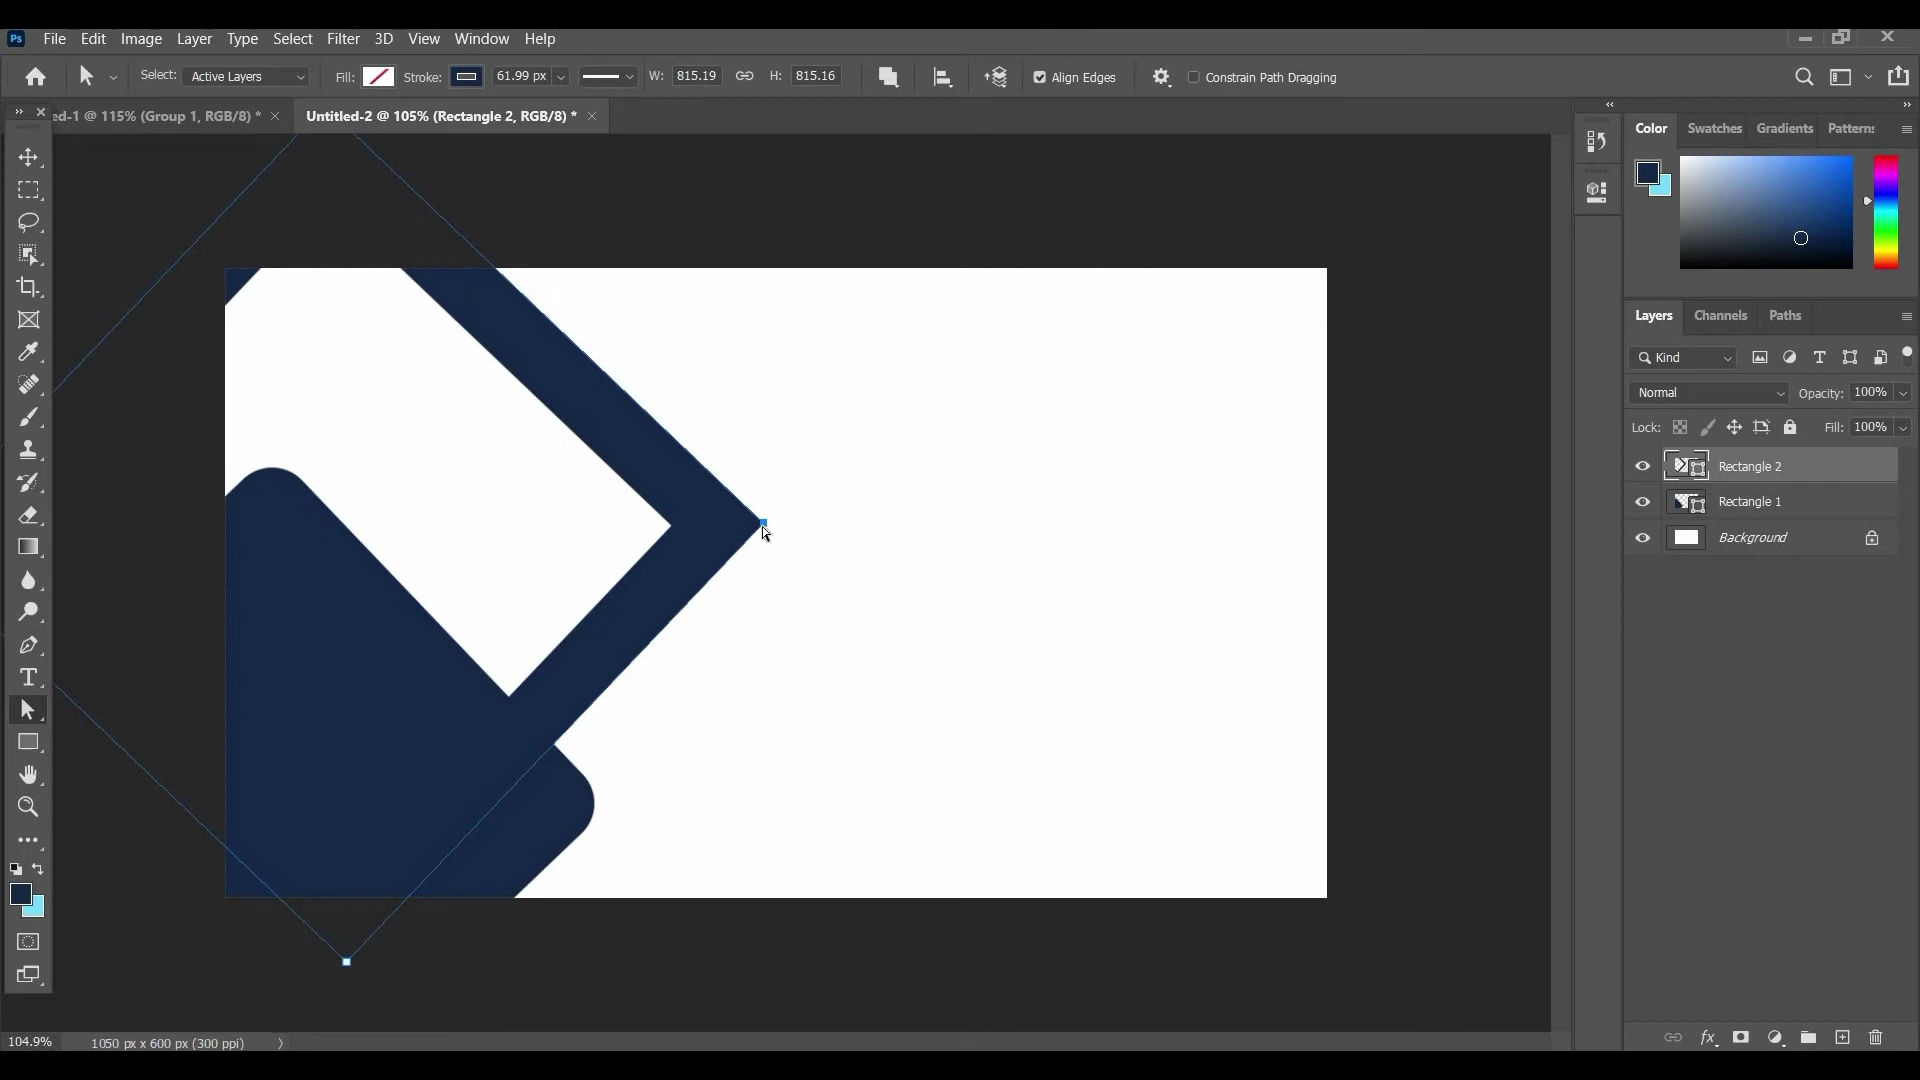 Ps File Edit Image Layer Type Select Filter 3D View Window Help
Select: Active Layers Fill: Stroke: 61.99 px W: 815.19 H: 815.16 Align Edges Constrain Path Dragging
ed-1 @ 115% (Group 1, RGB/8) * Untitled-2 @ 105% (Rectangle 2, RGB/8) *
Color Swatches Gradients Patterns
Layers Channels Paths
Kind
Normal Opacity: 100%
Lock: Fill: 100%
Rectangle 2
Rectangle 1
Background
104.9% 1050 px x 600 px (300 ppi)